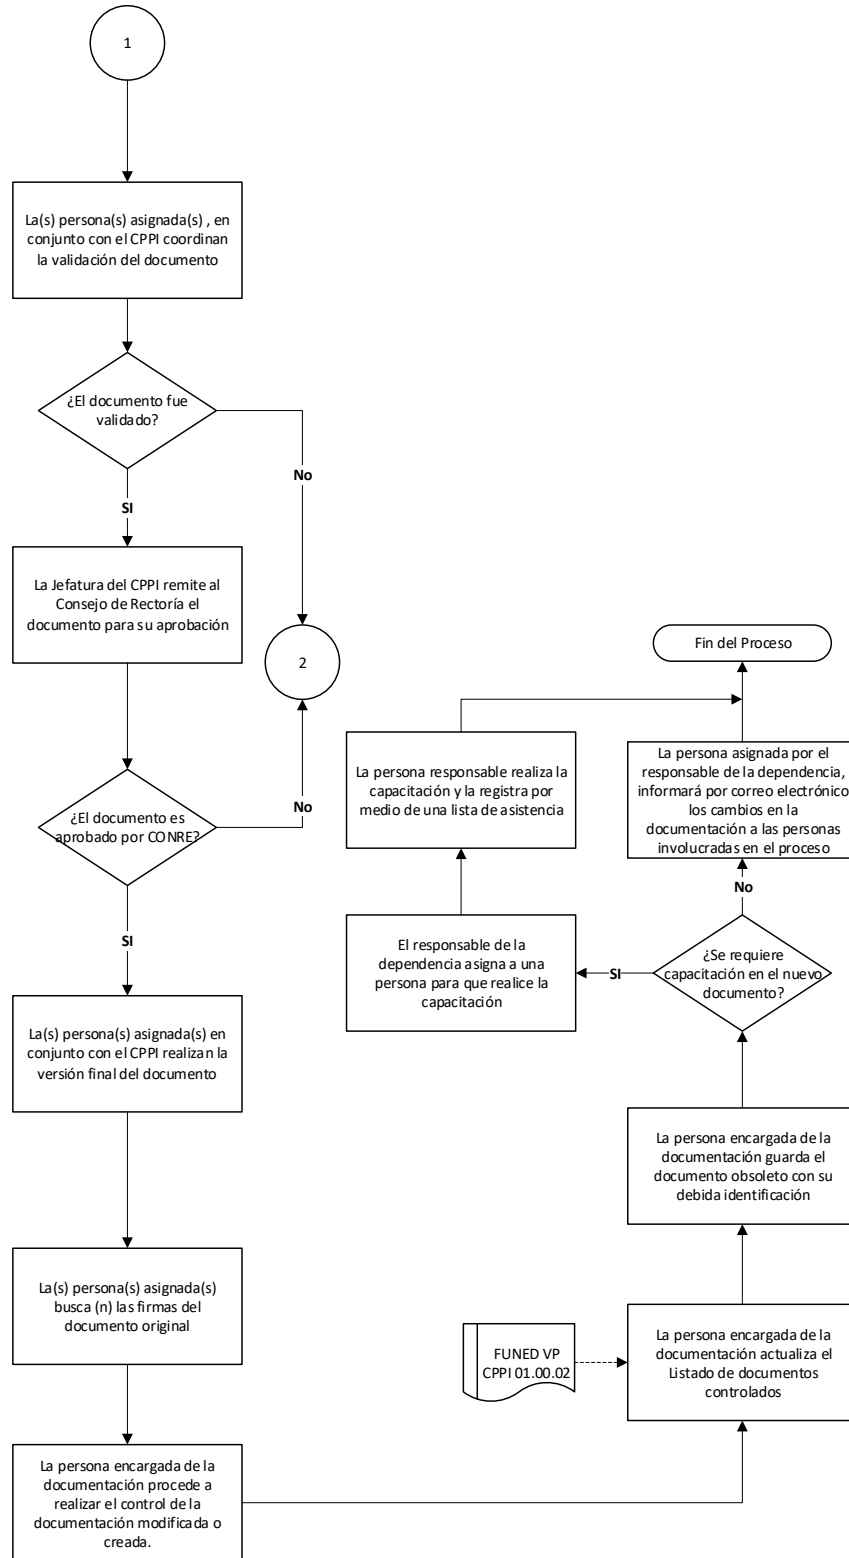 1
La(s) persona(s) asignada(s) , en
conjunto con el CPPI coordinan
la validación del documento
¿El documento fue
validado?
No
SI
La Jefatura del CPPI remite al
Consejo de Rectoría el
documento para su aprobación
2
¿El documento es
aprobado por CONRE?
No
SI
La(s) persona(s) asignada(s) en
conjunto con el CPPI realizan la
versión final del documento
La(s) persona(s) asignada(s)
busca (n) las firmas del
documento original
La persona encargada de la
documentación procede a
realizar el control de la
documentación modificada o
creada.
FUNED VP
CPPI 01.00.02
La persona encargada de la
documentación actualiza el
Listado de documentos
controlados
La persona encargada de la
documentación guarda el
documento obsoleto con su
debida identificación
¿Se requiere
capacitación en el nuevo
documento?
SI
No
El responsable de la
dependencia asigna a una
persona para que realice la
capacitación
La persona responsable realiza la
capacitación y la registra por
medio de una lista de asistencia
La persona asignada por el
responsable de la dependencia,
informará por correo electrónico
los cambios en la
documentación a las personas
involucradas en el proceso
Fin del Proceso